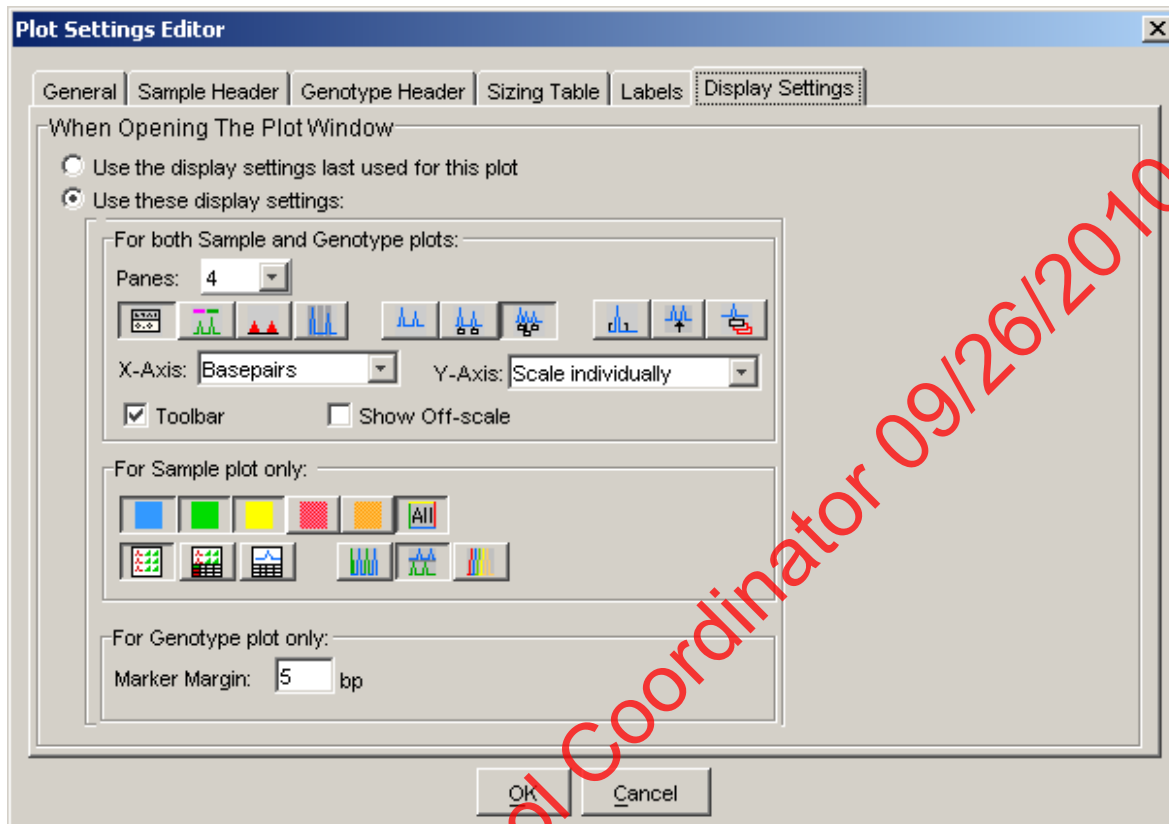 Plot Settings Editor
General Sample Header Genotype Header Sizing Table Labels Display Settings
When Opening The Plot Window
Use the display settings last used for this plot
Use these display settings:
For both Sample and Genotype plots:
Panes: 4
X-Axis: Basepairs Y-Axis: Scale individually
Toolbar Show Off-scale
For Sample plot only:
All
For Genotype plot only:
Marker Margin: 5 bp
OK Cancel
ol Coordinator 09/26/2010